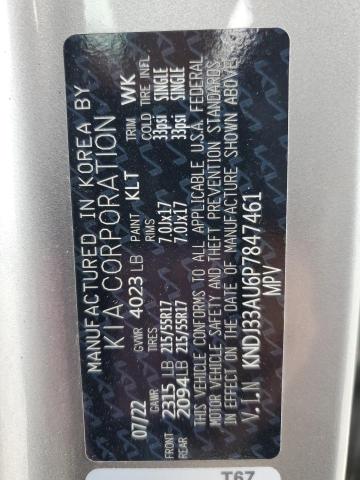 MANUFACTURED IN KOREA BY
KIA CORPORATION
07/22 GVWR 4023 LB PAINT KLT TRIM WK
GAWR TIRES RIMS COLD TIRE INFL.
FRONT 2315 LB 215/55R17 7.0Jx17 33psi SINGLE
REAR 2094 LB 215/55R17 7.0Jx17 33psi SINGLE
THIS VEHICLE CONFORMS TO ALL APPLICABLE U.S.A. FEDERAL
MOTOR VEHICLE SAFETY AND THEFT PREVENTION STANDARDS
IN EFFECT ON THE DATE OF MANUFACTURE SHOWN ABOVE.
V.I.N KNDJ33AU6P7847461
MPV
T67